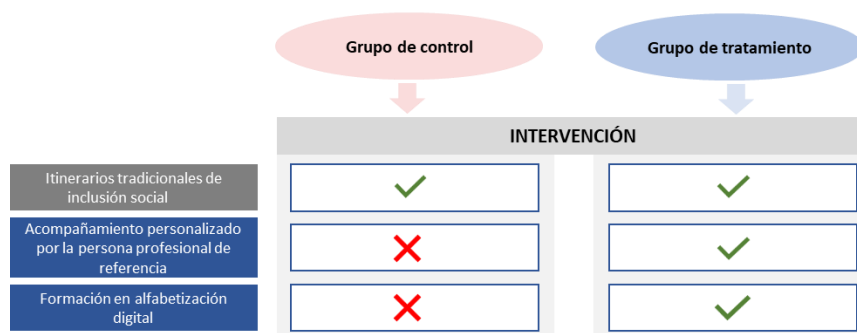 Grupo de control
Grupo de tratamiento
INTERVENCIÓN
Itinerarios tradicionales de
inclusión social
Acompañamiento personalizado
por la persona profesional de
referencia
Formación en alfabetización
digital